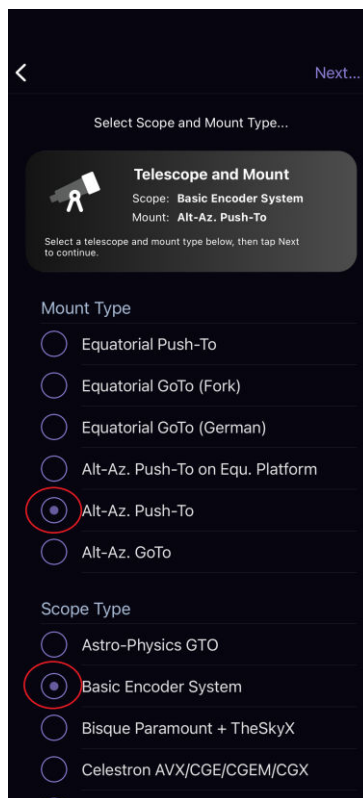 Next...
Select Scope and Mount Type...
Telescope and Mount
Scope: Basic Encoder System
Mount: Alt-Az. Push-To
Select a telescope and mount type below, then tap Next
to continue.
Mount Type
Equatorial Push-To
Equatorial GoTo (Fork)
Equatorial GoTo (German)
Alt-Az. Push-To on Equ. Platform
Alt-Az. Push-To
Alt-Az. GoTo
Scope Type
Astro-Physics GTO
Basic Encoder System
Bisque Paramount + TheSkyX
Celestron AVX/CGE/CGEM/CGX